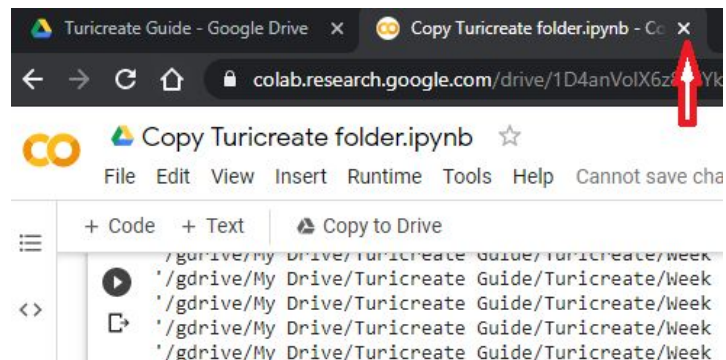 Turicreate Guide - Google Drive
Copy Turicreate folder.ipynb - Co
colab.research.google.com/drive/1D4anVolX6z
Copy Turicreate folder.ipynb
File Edit View Insert Runtime Tools Help Cannot save cha
+ Code + Text Copy to Drive
'/gdrive/My Drive/Turicreate Guide/Turicreate/Week
'/gdrive/My Drive/Turicreate Guide/Turicreate/Week
'/gdrive/My Drive/Turicreate Guide/Turicreate/Week
'/gdrive/My Drive/Turicreate Guide/Turicreate/Week
'/gdrive/My Drive/Turicreate Guide/Turicreate/Week